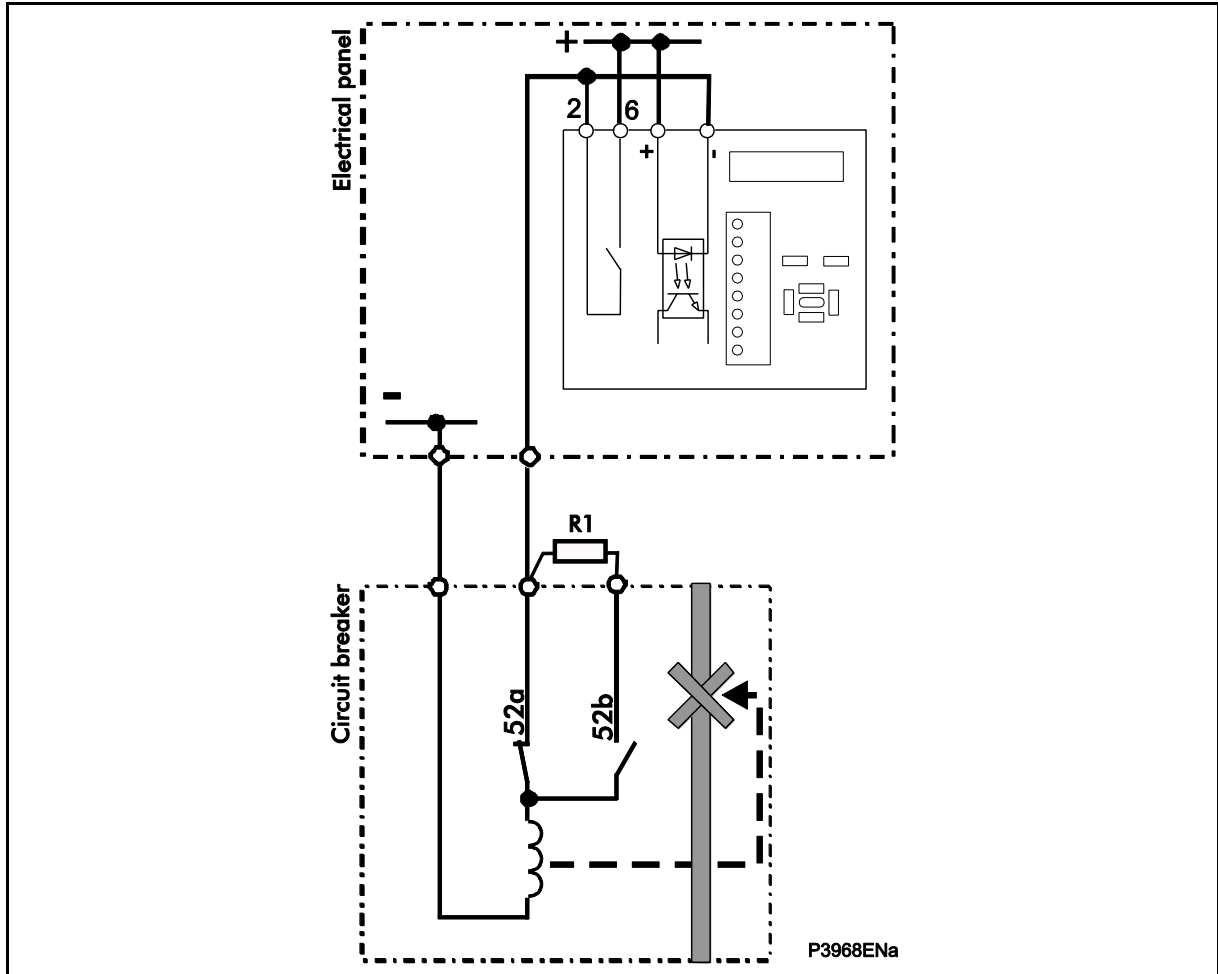 Electrical panel
+
2 6
+ -
-
R1
Circuit breaker
52a
52b
P3968ENa